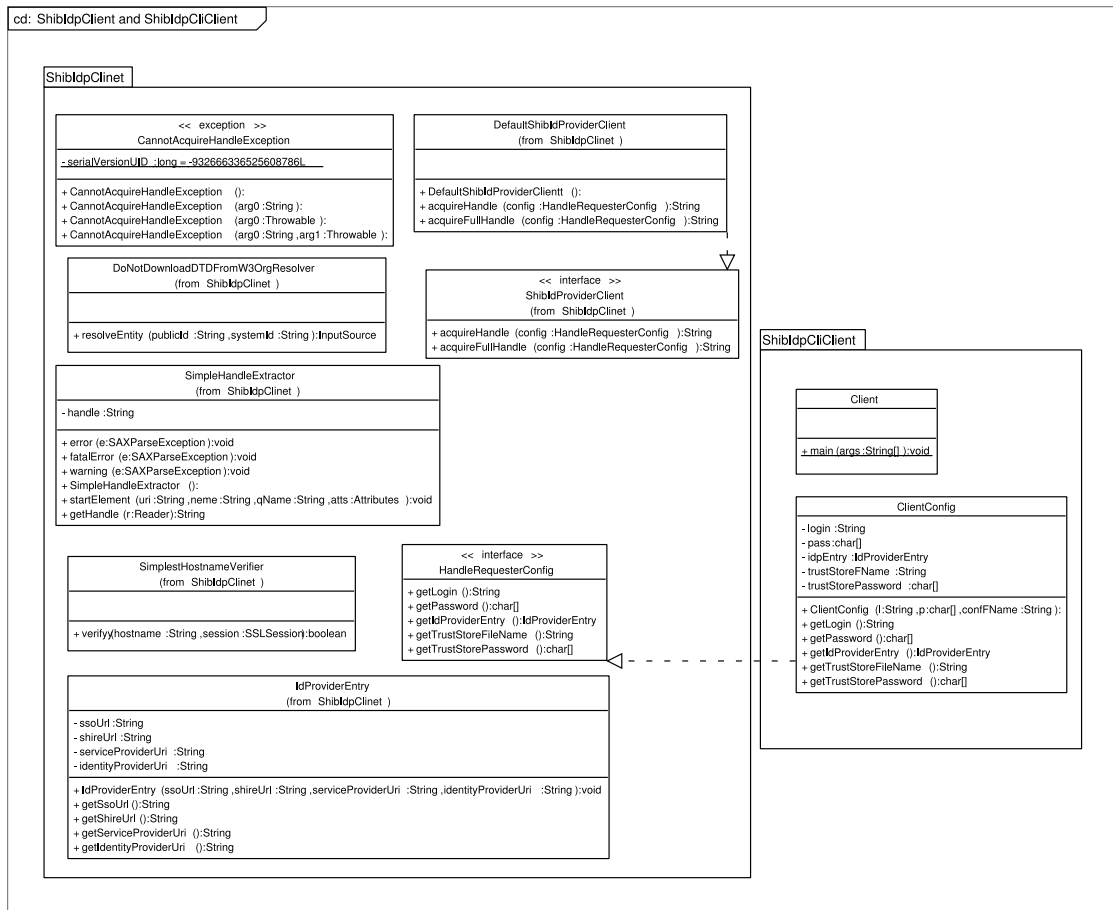 cd: ShibIdpClient and ShibIdpCliClient
ShibIdpClinet
<< exception >>
CannotAcquireHandleException
- serialVersionUID :long = -932666336525608786L
+ CannotAcquireHandleException ():
+ CannotAcquireHandleException (arg0 :String ):
+ CannotAcquireHandleException (arg0 :Throwable ):
+ CannotAcquireHandleException (arg0 :String ,arg1 :Throwable ):
DefaultShibIdProviderClient
(from ShibIdpClinet )
+ DefaultShibIdProviderClientt ():
+ acquireHandle (config :HandleRequesterConfig ):String
+ acquireFullHandle (config :HandleRequesterConfig ):String
DoNotDownloadDTDFromW3OrgResolver
(from ShibIdpClinet )
+ resolveEntity (publicId :String ,systemId :String ):InputSource
<< interface >>
ShibIdProviderClient
(from ShibIdpClinet )
+ acquireHandle (config :HandleRequesterConfig ):String
+ acquireFullHandle (config :HandleRequesterConfig ):String
SimpleHandleExtractor
(from ShibIdpClinet )
- handle :String
+ error (e:SAXParseException ):void
+ fatalError (e:SAXParseException ):void
+ warning (e:SAXParseException ):void
+ SimpleHandleExtractor ():
+ startElement (uri :String ,neme :String ,qName :String ,atts :Attributes ):void
+ getHandle (r:Reader):String
SimplestHostnameVerifier
(from ShibIdpClinet )
+ verify(hostname :String ,session :SSLSession):boolean
<< interface >>
HandleRequesterConfig
+ getLogin ():String
+ getPassword ():char[]
+ getIdProviderEntry ():IdProviderEntry
+ getTrustStoreFileName ():String
+ getTrustStorePassword ():char[]
IdProviderEntry
(from ShibIdpClinet )
- ssoUrl :String
- shireUrl :String
- serviceProviderUri :String
- identityProviderUri :String
+ IdProviderEntry (ssoUrl :String ,shireUrl :String ,serviceProviderUri :String ,identityProviderUri :String ):void
+ getSsoUrl ():String
+ getShireUrl ():String
+ getServiceProviderUri ():String
+ getIdentityProviderUri ():String
ShibIdpCliClient
Client
+ main (args :String[] ):void
ClientConfig
- login :String
- pass:char[]
- idpEntry :IdProviderEntry
- trustStoreFName :String
- trustStorePassword :char[]
+ ClientConfig (l:String ,p:char[] ,confFName :String ):
+ getLogin ():String
+ getPassword ():char[]
+ getIdProviderEntry ():IdProviderEntry
+ getTrustStoreFileName ():String
+ getTrustStorePassword ():char[]